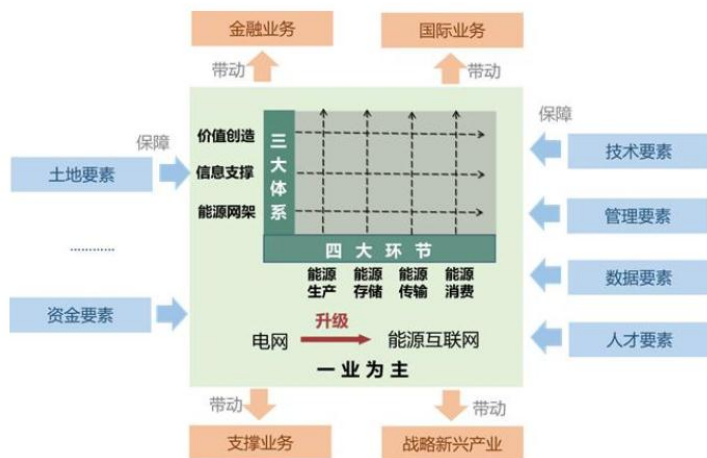 金融业务
国际业务
带动
带动
保障
保障
价值创造
信息支撑
能源网架
三大体系
四大环节
能源生产
能源存储
能源传输
能源消费
土地要素
…………
资金要素
技术要素
管理要素
数据要素
人才要素
升级
电网
能源互联网
一业为主
带动
带动
支撑业务
战略新兴产业